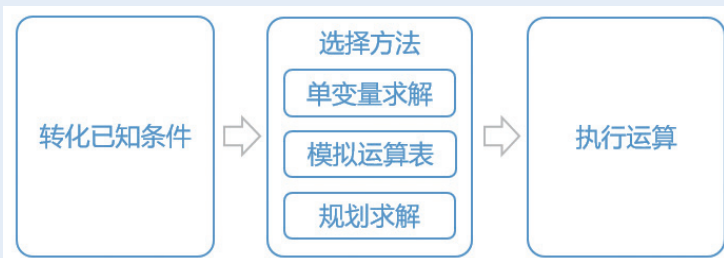 转化已知条件
选择方法
单变量求解
模拟运算表
规划求解
执行运算